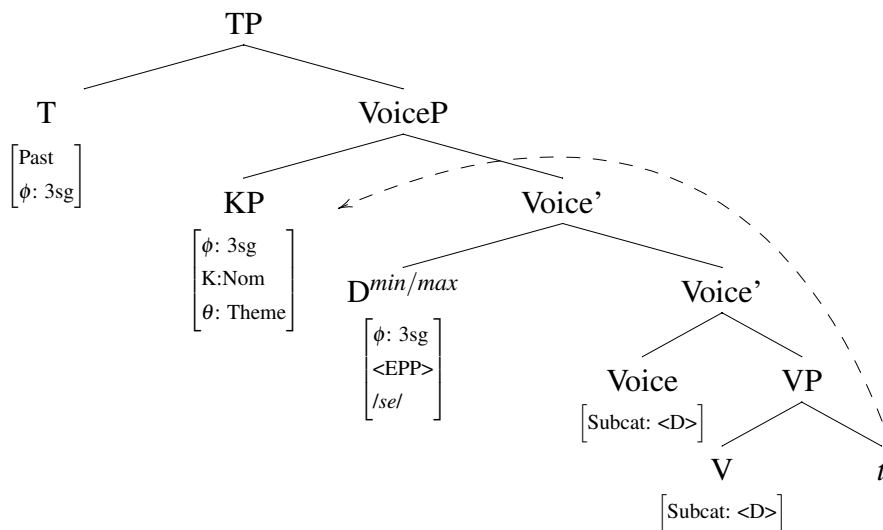 TP
T
VoiceP
[Past
ϕ: 3sg]
KP
Voice’
[ϕ: 3sg
K:Nom
θ: Theme]
D^min/max
Voice’
[ϕ: 3sg
<EPP>
/se/]
Voice
VP
[Subcat: <D>]
V
t
[Subcat: <D>]